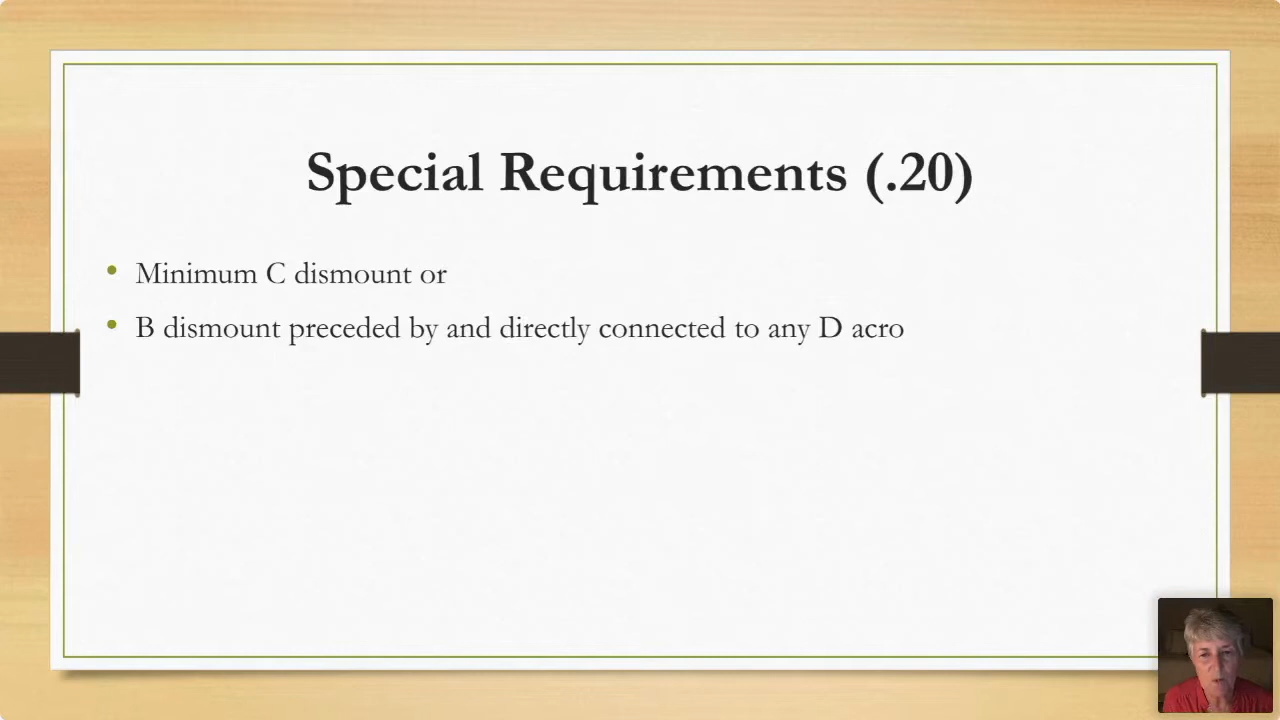 Special Requirements (.20)
• Minimum C dismount or
• B dismount preceded by and directly connected to any D acro